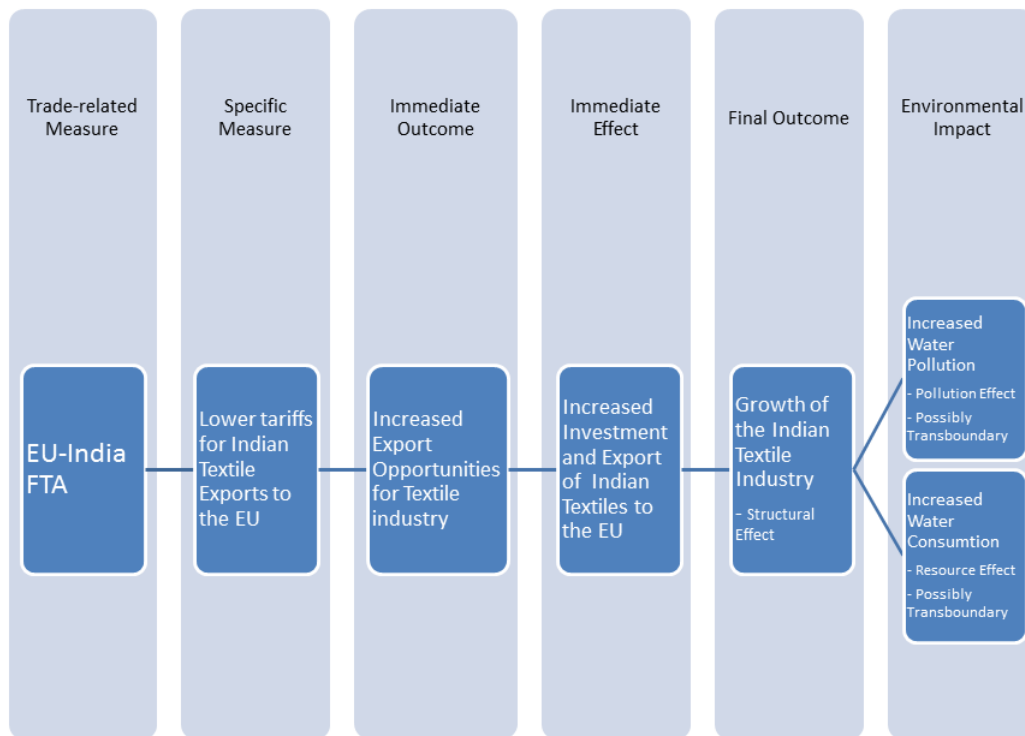 Trade-related
Measure
Specific
Measure
Immediate
Outcome
Immediate
Effect
Final Outcome
Environmental
Impact
EU-India
FTA
Lower tariffs
for Indian
Textile
Exports to
the EU
Increased
Export
Opportunities
for Textile
industry
Increased
Investment
and Export
of Indian
Textiles to
the EU
Growth of
the Indian
Textile
Industry
- Structural
Effect
Increased
Water
Pollution
- Pollution Effect
- Possibly
Transboundary
Increased
Water
Consumtion
- Resource Effect
- Possibly
Transboundary